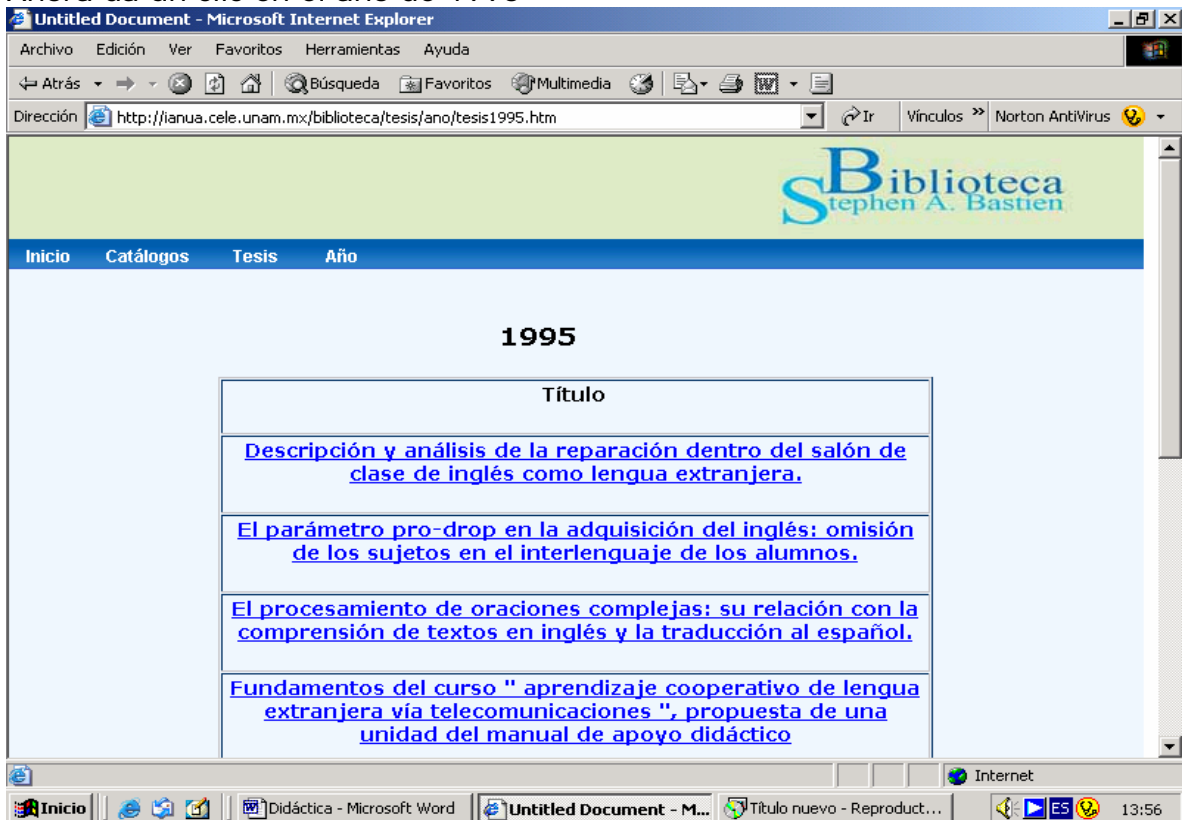 Untitled Document - Microsoft Internet Explorer
Archivo Edición Ver Favoritos Herramientas Ayuda
Atrás Búsqueda Favoritos Multimedia
Dirección http://ianua.cele.unam.mx/biblioteca/tesis/ano/tesis1995.htm Ir Vínculos » Norton AntiVirus
Biblioteca
Stephen A. Bastien
Inicio Catálogos Tesis Año
1995
Título
Descripción y análisis de la reparación dentro del salón de
clase de inglés como lengua extranjera.
El parámetro pro-drop en la adquisición del inglés: omisión
de los sujetos en el interlenguaje de los alumnos.
El procesamiento de oraciones complejas: su relación con la
comprensión de textos en inglés y la traducción al español.
Fundamentos del curso " aprendizaje cooperativo de lengua
extranjera vía telecomunicaciones ", propuesta de una
unidad del manual de apoyo didáctico
Internet
Inicio Didáctica - Microsoft Word Untitled Document - M... Título nuevo - Reproduct... ES 13:56